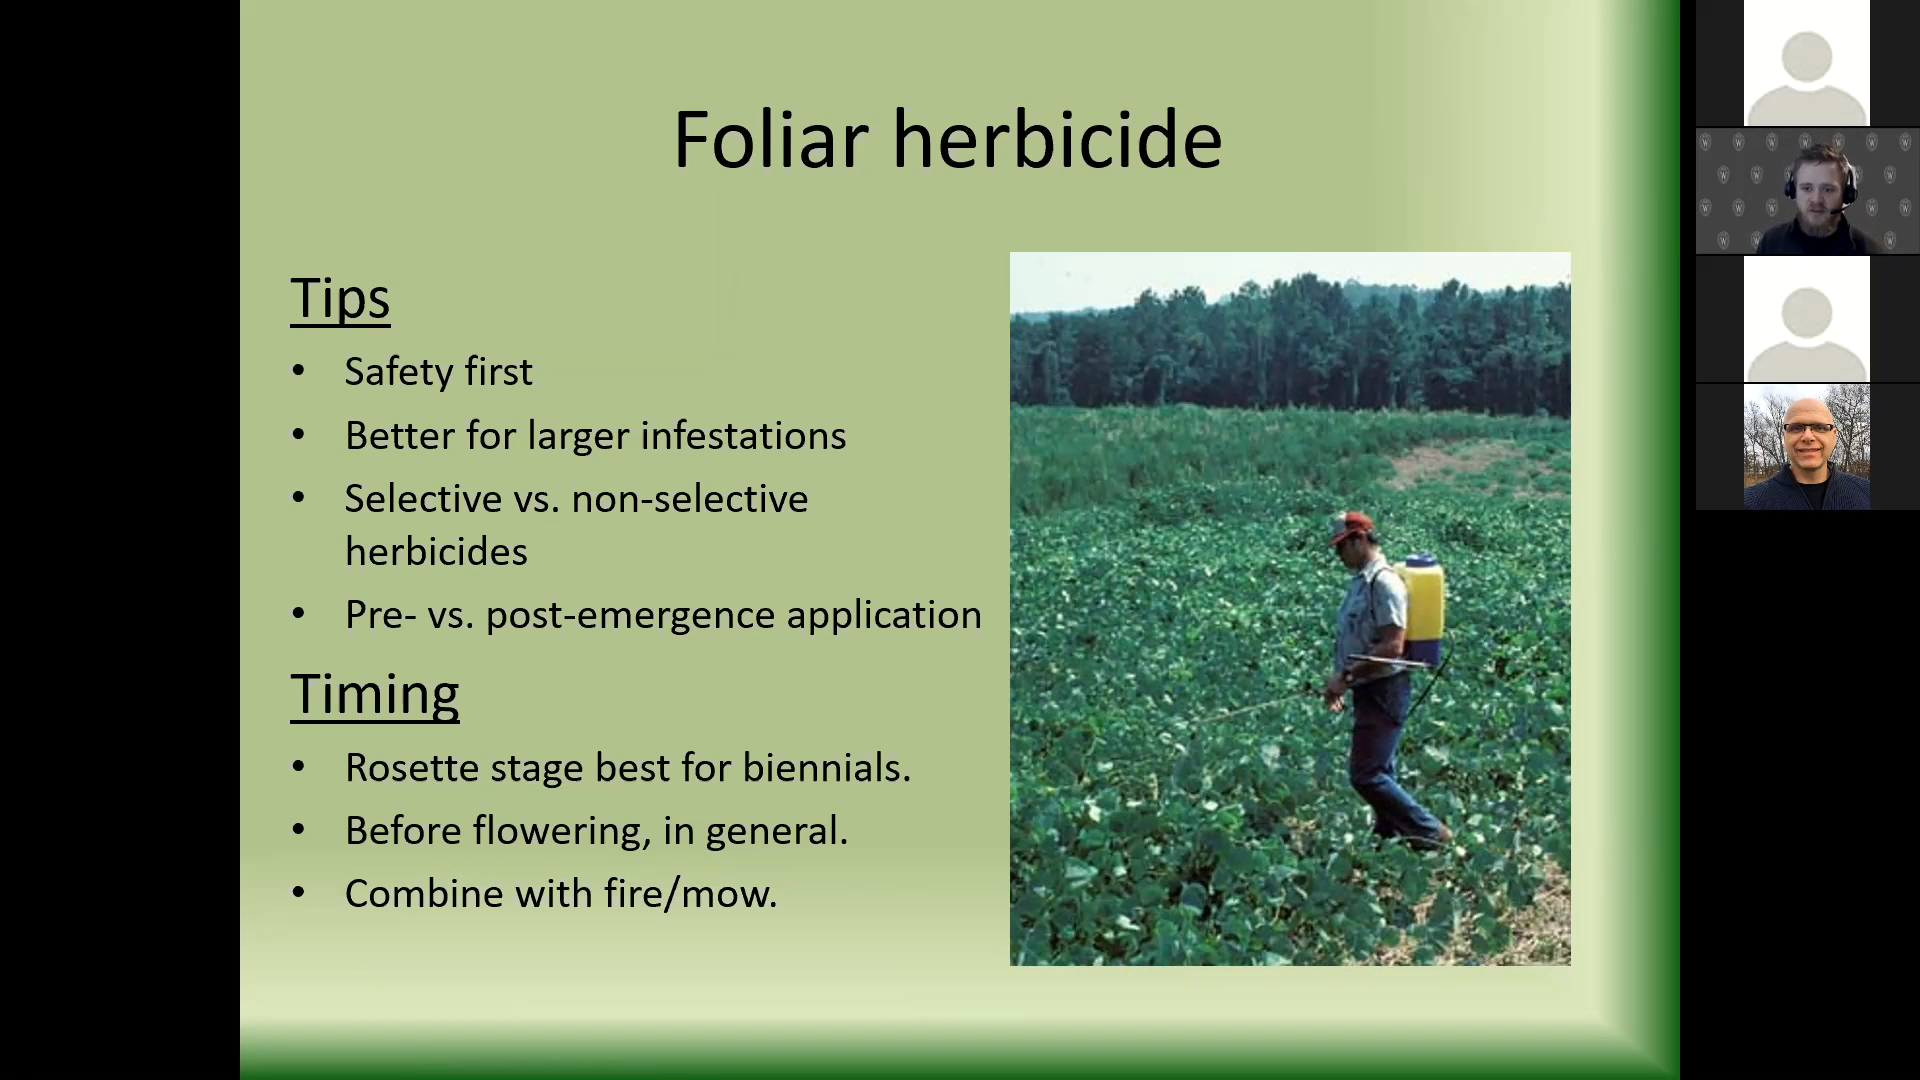 Foliar herbicide
Tips
• Safety first
• Better for larger infestations
• Selective vs. non-selective
herbicides
• Pre- vs. post-emergence application
Timing
• Rosette stage best for biennials.
• Before flowering, in general.
• Combine with fire/mow.